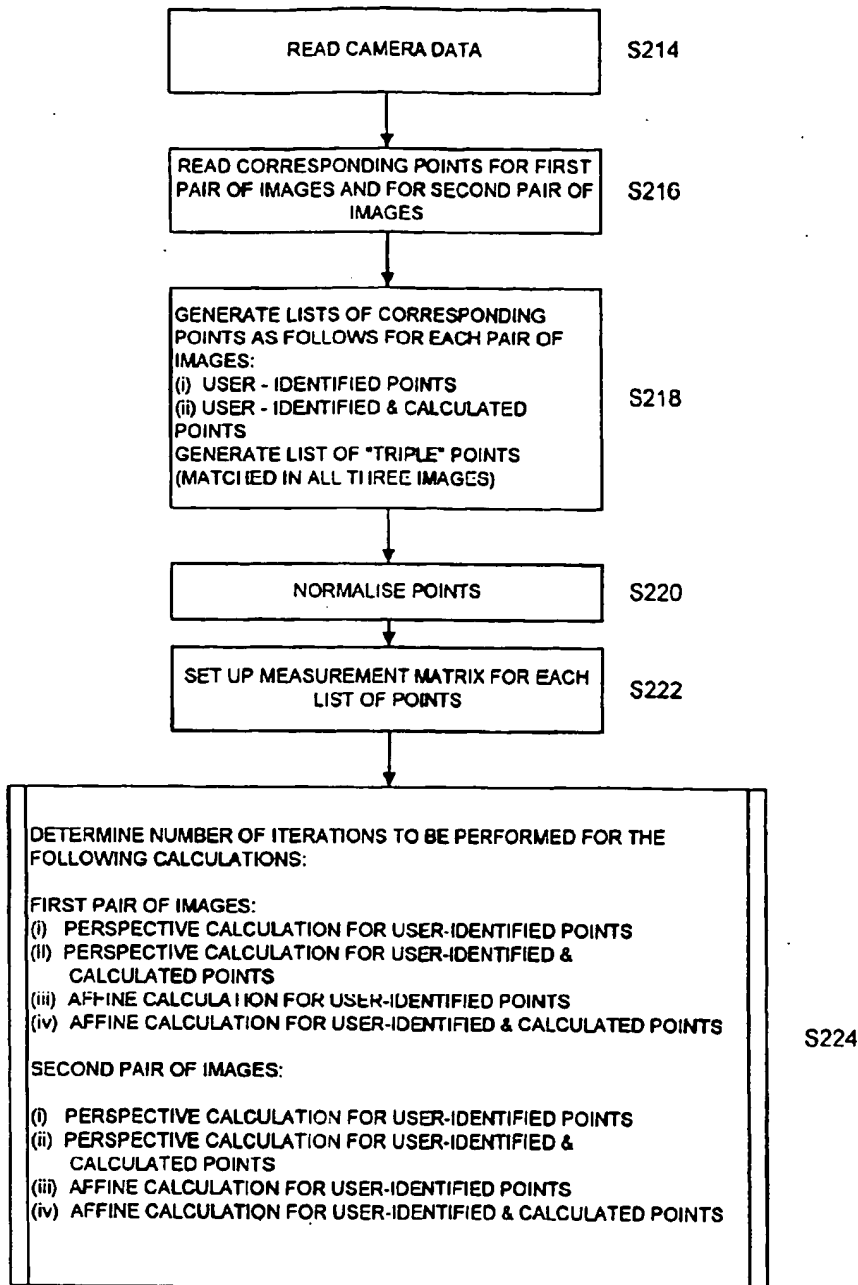 READ CAMERA DATA
S214
READ CORRESPONDING POINTS FOR FIRST
PAIR OF IMAGES AND FOR SECOND PAIR OF
IMAGES
S216
GENERATE LISTS OF CORRESPONDING
POINTS AS FOLLOWS FOR EACH PAIR OF
IMAGES:
(i) USER - IDENTIFIED POINTS
(ii) USER - IDENTIFIED & CALCULATED
POINTS
GENERATE LIST OF "TRIPLE" POINTS
(MATCHED IN ALL THREE IMAGES)
S218
NORMALISE POINTS
S220
SET UP MEASUREMENT MATRIX FOR EACH
LIST OF POINTS
S222
DETERMINE NUMBER OF ITERATIONS TO BE PERFORMED FOR THE
FOLLOWING CALCULATIONS:
FIRST PAIR OF IMAGES:
(i) PERSPECTIVE CALCULATION FOR USER-IDENTIFIED POINTS
(ii) PERSPECTIVE CALCULATION FOR USER-IDENTIFIED &
CALCULATED POINTS
(iii) AFFINE CALCULATION FOR USER-IDENTIFIED POINTS
(iv) AFFINE CALCULATION FOR USER-IDENTIFIED & CALCULATED POINTS
S224
SECOND PAIR OF IMAGES:
(i) PERSPECTIVE CALCULATION FOR USER-IDENTIFIED POINTS
(ii) PERSPECTIVE CALCULATION FOR USER-IDENTIFIED &
CALCULATED POINTS
(iii) AFFINE CALCULATION FOR USER-IDENTIFIED POINTS
(iv) AFFINE CALCULATION FOR USER-IDENTIFIED & CALCULATED POINTS